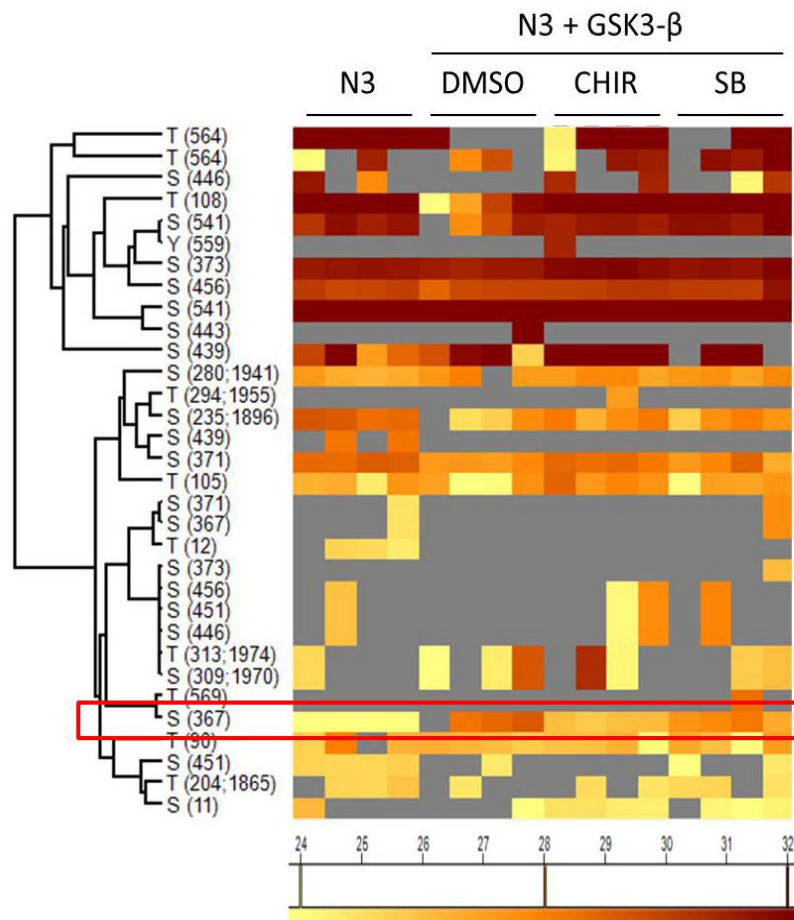 N3 + GSK3-β
N3 DMSO CHIR SB
T (564)
T (564)
S (446)
T (108)
S (541)
Y (559)
S (373)
S (456)
S (541)
S (443)
S (439)
S (280;1941)
T (294;1955)
S (235;1896)
S (439)
S (371)
T (105)
S (371)
S (367)
T (12)
S (373)
S (456)
S (451)
S (446)
T (313;1974)
S (309;1970)
T (569)
S (367)
T (90)
S (451)
T (204;1865)
S (11)
24 25 26 27 28 29 30 31 32